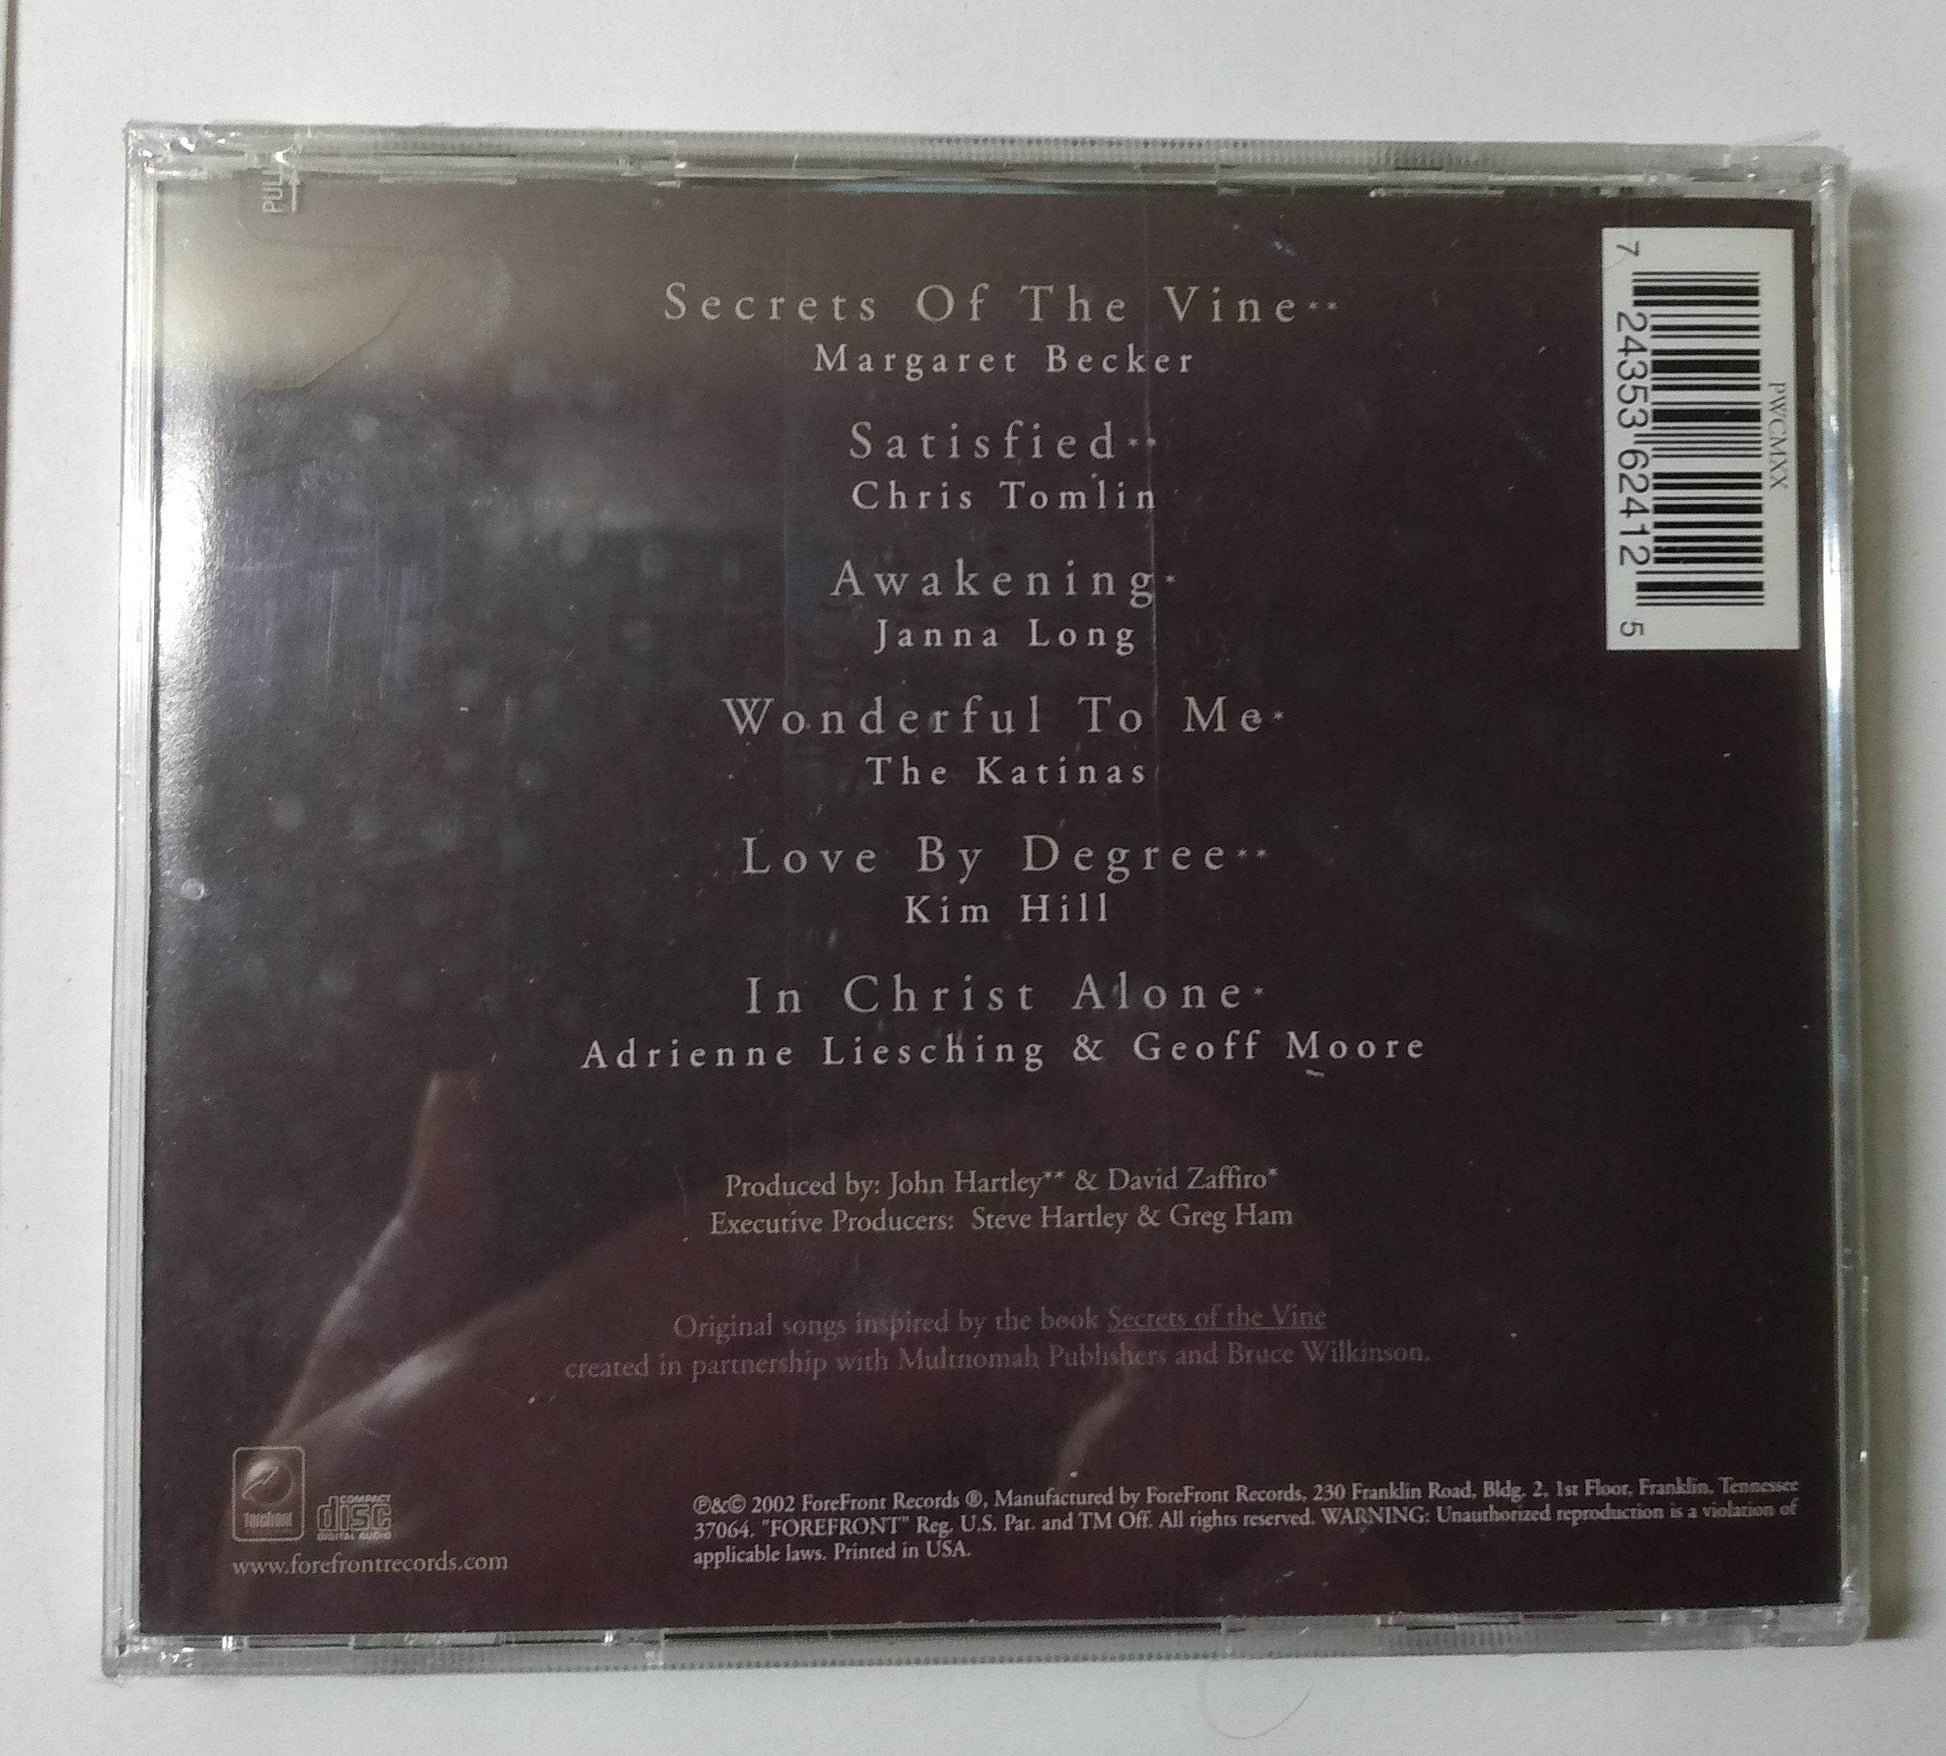 PULL
Secrets Of The Vine**
Margaret Becker
Satisfied**
Chris Tomlin
Awakening*
Janna Long
Wonderful To Me*
The Katinas
Love By Degree**
Kim Hill
In Christ Alone*
Adrienne Liesching & Geoff Moore
7 24353 62412 5
PWCMXX
Produced by: John Hartley** & David Zaffiro*
Executive Producers: Steve Hartley & Greg Ham
Original songs inspired by the book Secrets of the Vine
created in partnership with Multnomah Publishers and Bruce Wilkinson.
forefront
COMPACT
disc
DIGITAL AUDIO
www.forefrontrecords.com
℗&© 2002 ForeFront Records ®, Manufactured by ForeFront Records, 230 Franklin Road, Bldg. 2, 1st Floor, Franklin, Tennessee
37064. "FOREFRONT" Reg. U.S. Pat. and TM Off. All rights reserved. WARNING: Unauthorized reproduction is a violation of
applicable laws. Printed in USA.